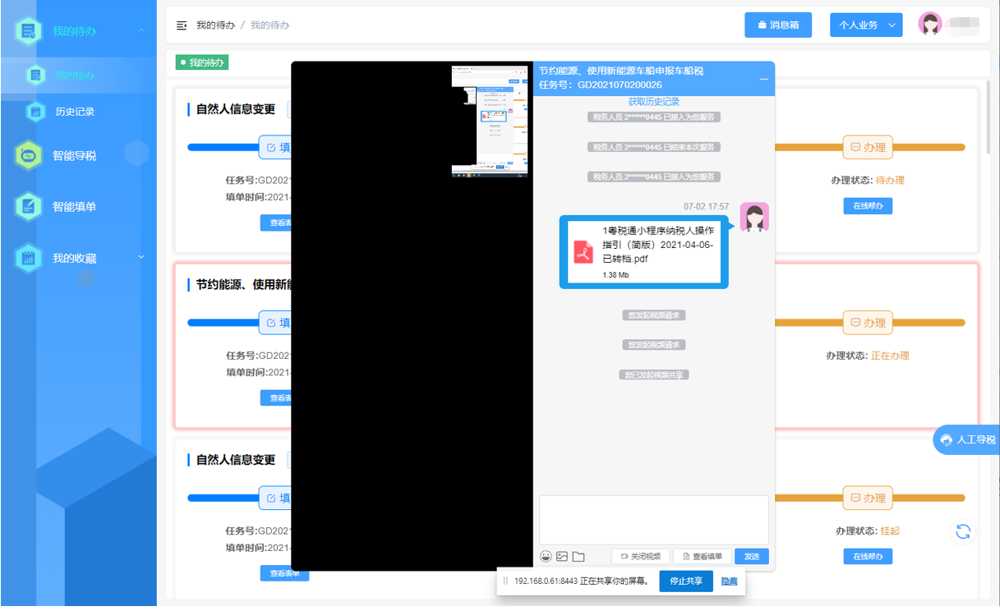 我的待办
我的待办
历史记录
智能导税
智能填单
我的收藏
我的待办 / 我的待办
消息箱
个人业务
我的待办
自然人信息变更
填
任务号:GD2021
填单时间:2021-
查看表
办理
办理状态: 待办理
在线帮办
节约能源、使用新能
填
任务号:GD2021
填单时间:2021-
查看表
办理
办理状态: 正在办理
自然人信息变更
填
任务号:GD2021
填单时间:2021-
查看表单
办理
办理状态: 挂起
在线帮办
人工导税
节约能源、使用新能源车船申报车船税
任务号: GD2021070200026
获取历史记录
税务人员 2******0445 已接入为您服务
税务人员 2******0445 已结束本次服务
税务人员 2******0445 已接入为您服务
07-02 17:57
1粤税通小程序纳税人操作
指引（简版）2021-04-06-
已转档.pdf
1.38 Mb
您发起视频请求
您发起视频请求
您已发起视频共享
关闭视频
查看填单
发送
192.168.0.61:8443 正在共享你的屏幕。
停止共享
隐藏